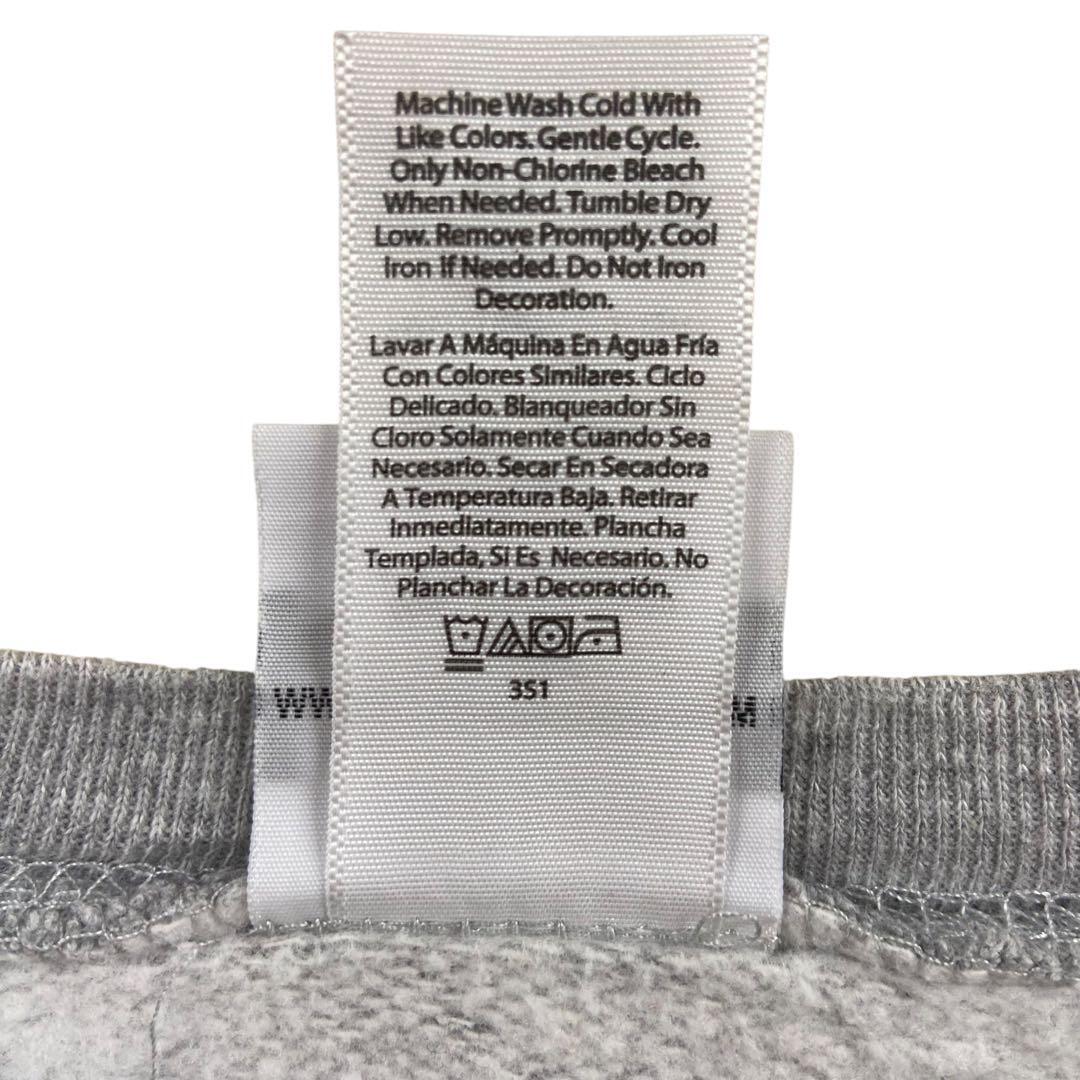 Machine Wash Cold With
Like Colors. Gentle Cycle.
Only Non-Chlorine Bleach
When Needed. Tumble Dry
Low. Remove Promptly. Cool
Iron If Needed. Do Not Iron
Decoration.
Lavar A Máquina En Agua Fría
Con Colores Similares. Ciclo
Delicado. Blanqueador Sin
Cloro Solamente Cuando Sea
Necesario. Secar En Secadora
A Temperatura Baja. Retirar
Inmediatamente. Plancha
Templada, Si Es Necesario. No
Planchar La Decoración.
3S1